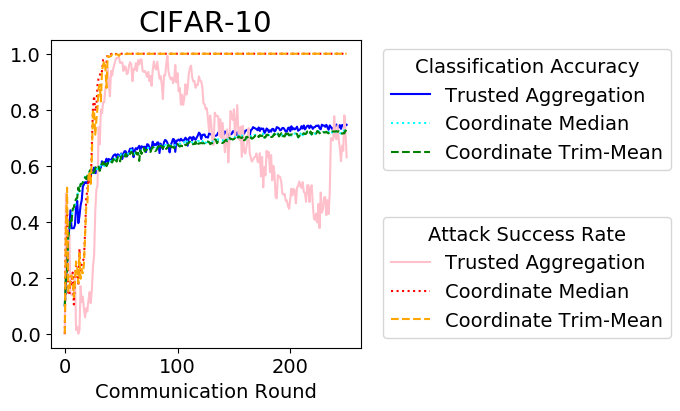 CIFAR-10
1.0
0.8
0.6
0.4
0.2
0.0
0
100
200
Communication Round
Classification Accuracy
Trusted Aggregation
Coordinate Median
Coordinate Trim-Mean
Attack Success Rate
Trusted Aggregation
Coordinate Median
Coordinate Trim-Mean